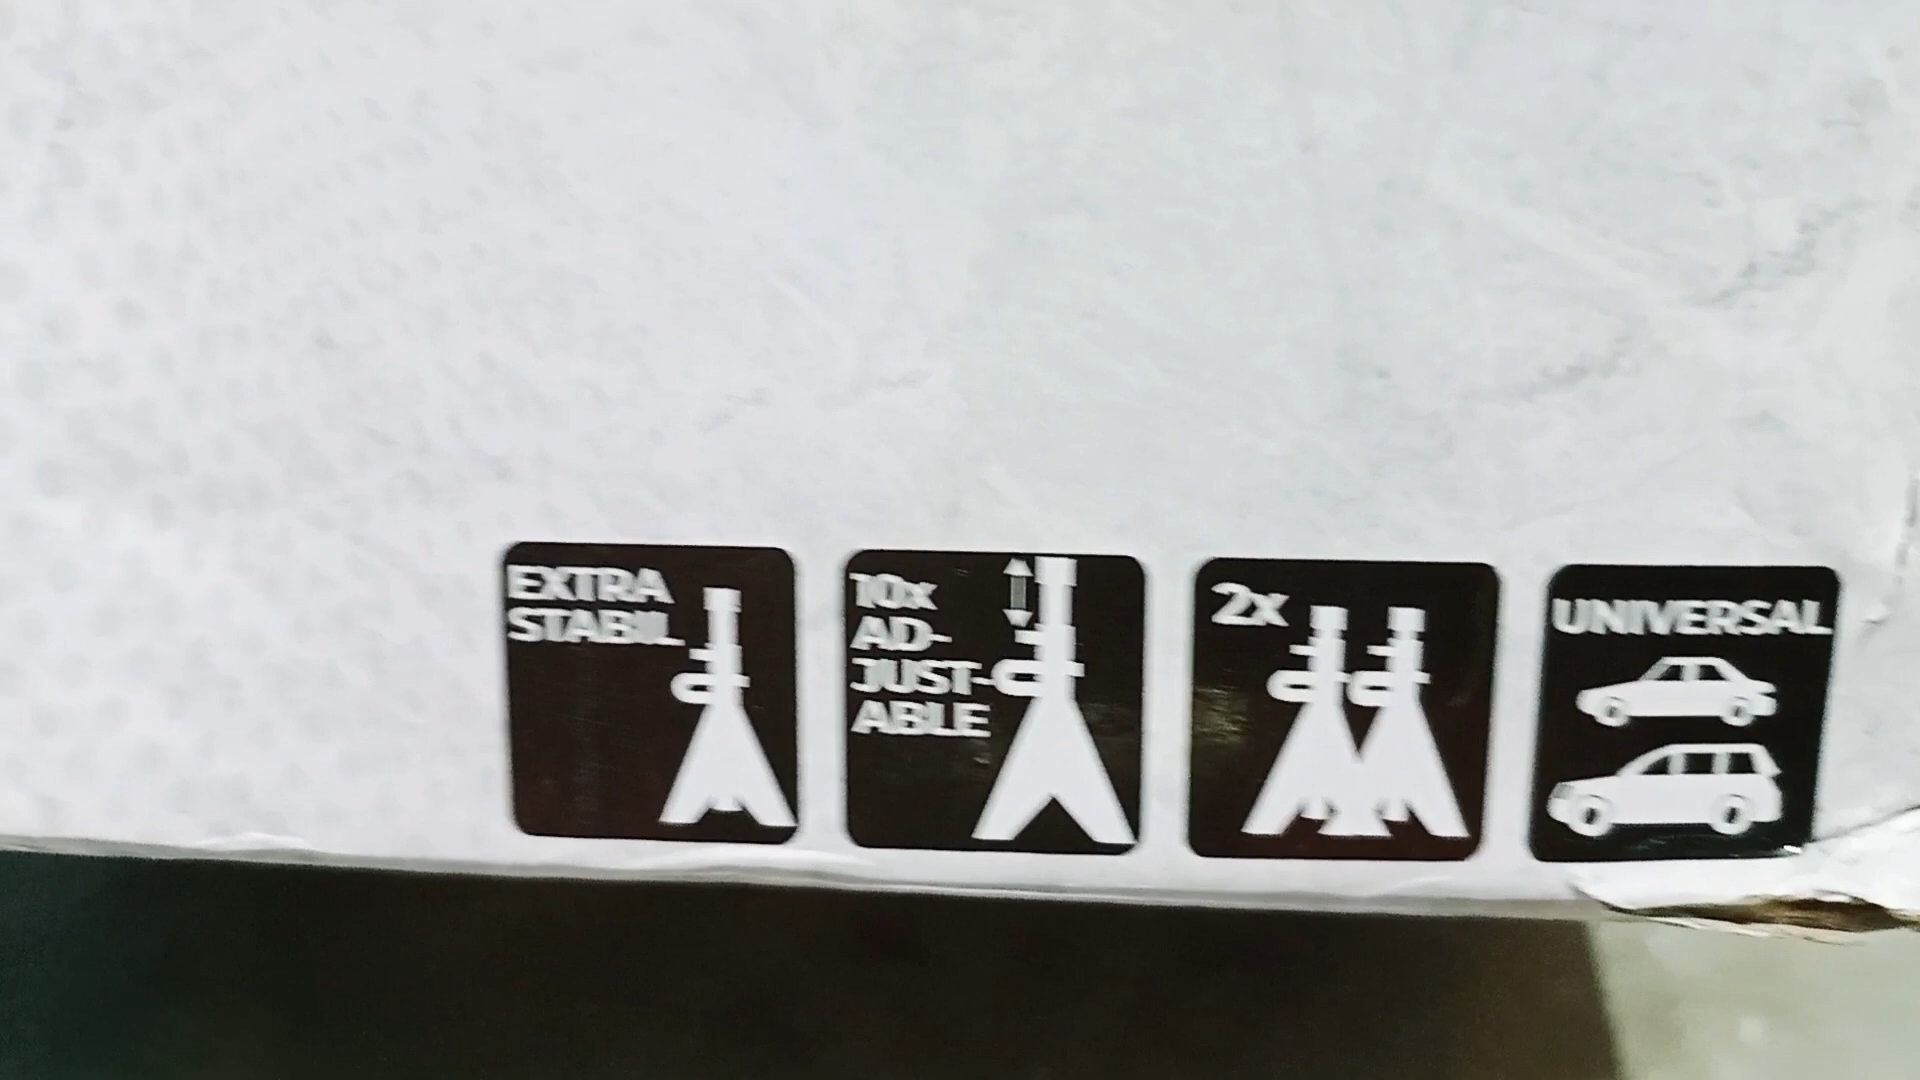 EXTRA
STABIL
10x
AD-
JUST-
ABLE
2x
UNIVERSAL